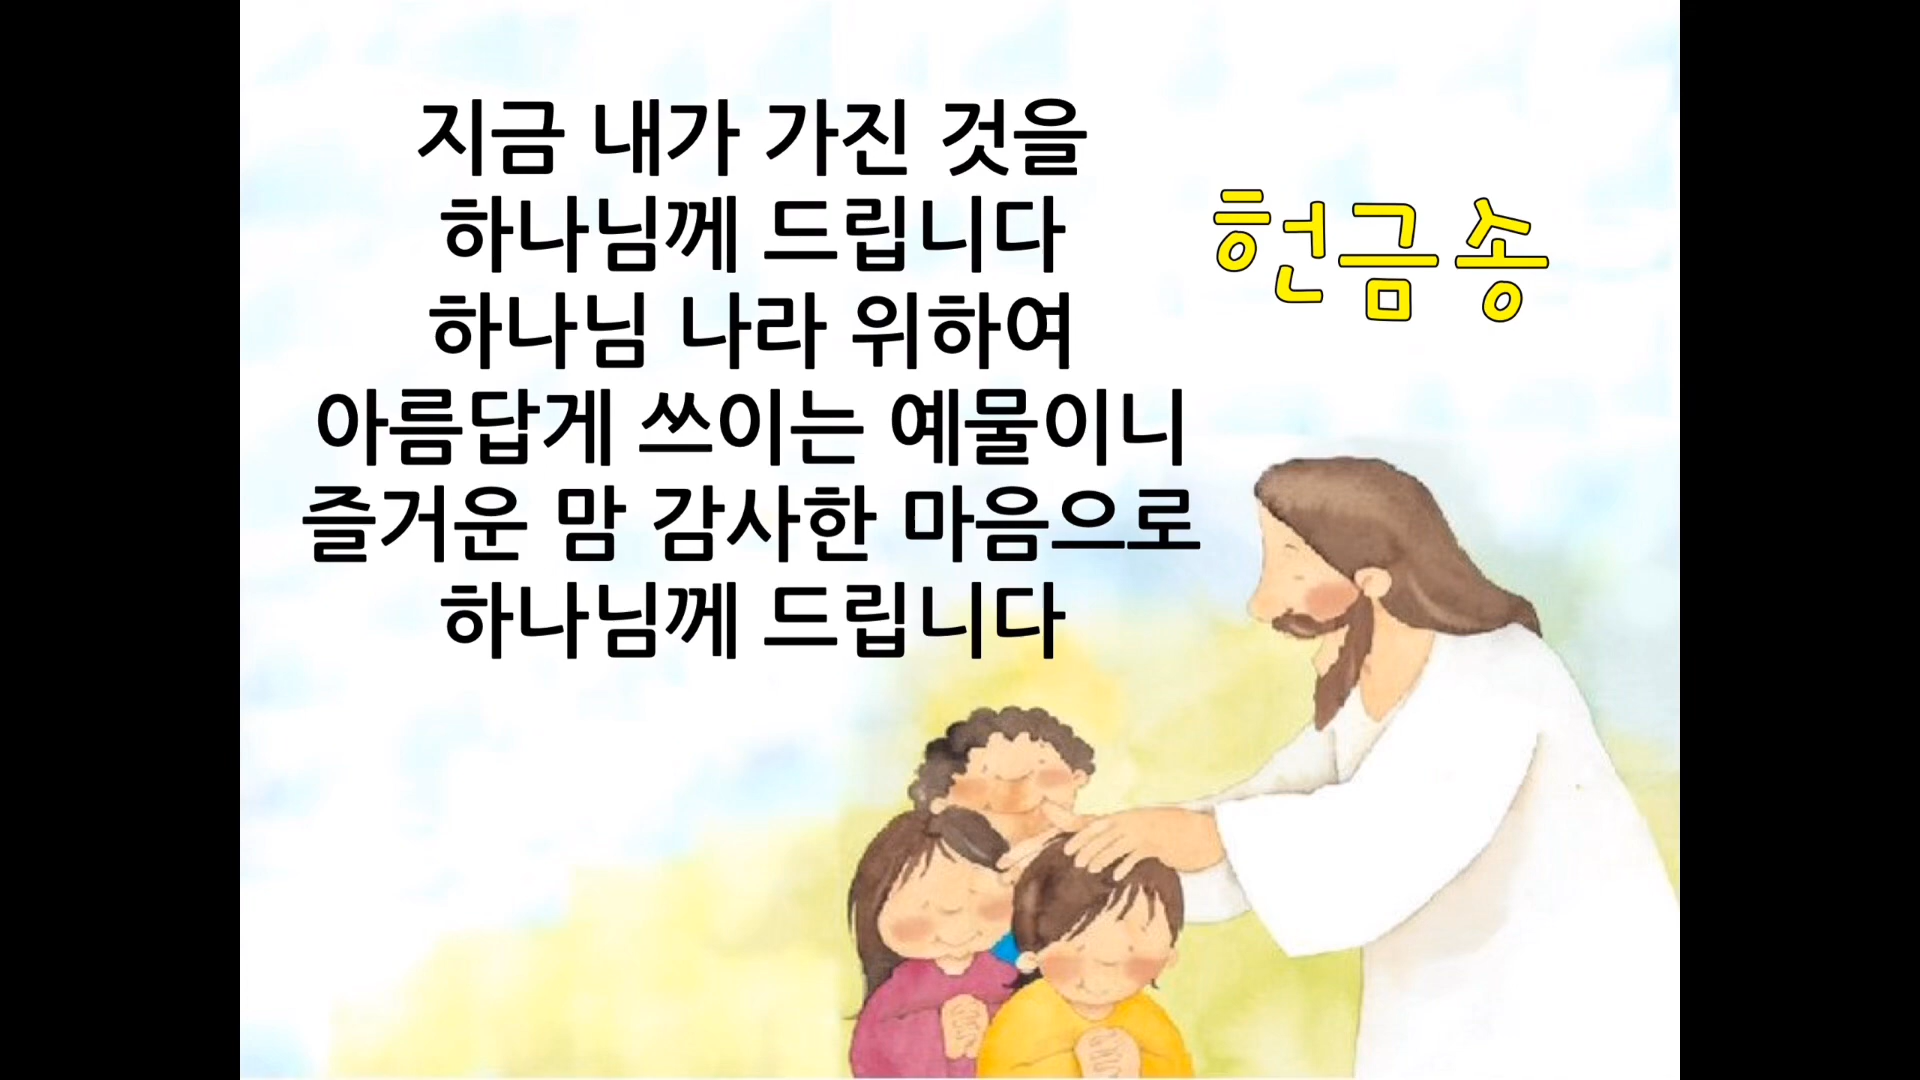 지금 내가 가진 것을
하나님께 드립니다
하나님 나라 위하여
아름답게 쓰이는 예물이니
즐거운 맘 감사한 마음으로
하나님께 드립니다
헌금송